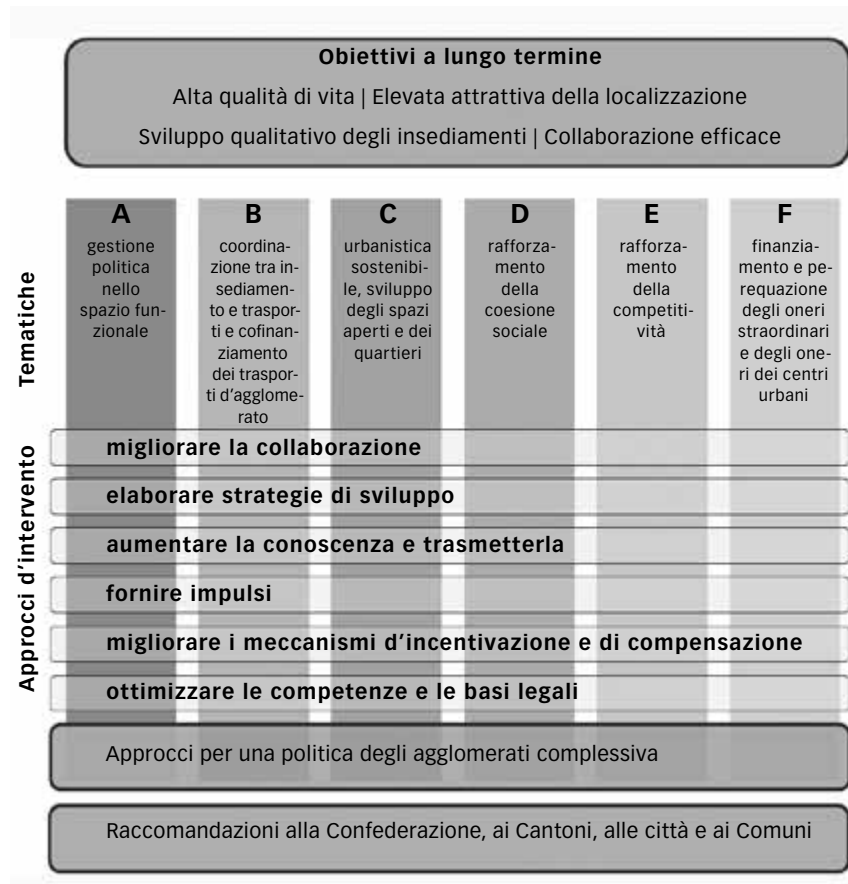 Obiettivi a lungo termine
Alta qualità di vita | Elevata attrattiva della localizzazione
Sviluppo qualitativo degli insediamenti | Collaborazione efficace
Tematiche
A
gestione
politica
nello
spazio fun-
zionale
B
coordina-
zione tra in-
sediamen-
to e traspor-
ti e cofinan-
ziamento
dei traspor-
ti d'agglome-
rato
C
urbanistica
sostenibi-
le, sviluppo
degli spazi
aperti e dei
quartieri
D
rafforza-
mento
della
coesione
sociale
E
rafforza-
mento
della
competiti-
vità
F
finanzia-
mento e pe-
requazione
degli oneri
straordinari
e degli one-
ri dei centri
urbani
Approcci d'intervento
migliorare la collaborazione
elaborare strategie di sviluppo
aumentare la conoscenza e trasmetterla
fornire impulsi
migliorare i meccanismi d'incentivazione e di compensazione
ottimizzare le competenze e le basi legali
Approcci per una politica degli agglomerati complessiva
Raccomandazioni alla Confederazione, ai Cantoni, alle città e ai Comuni